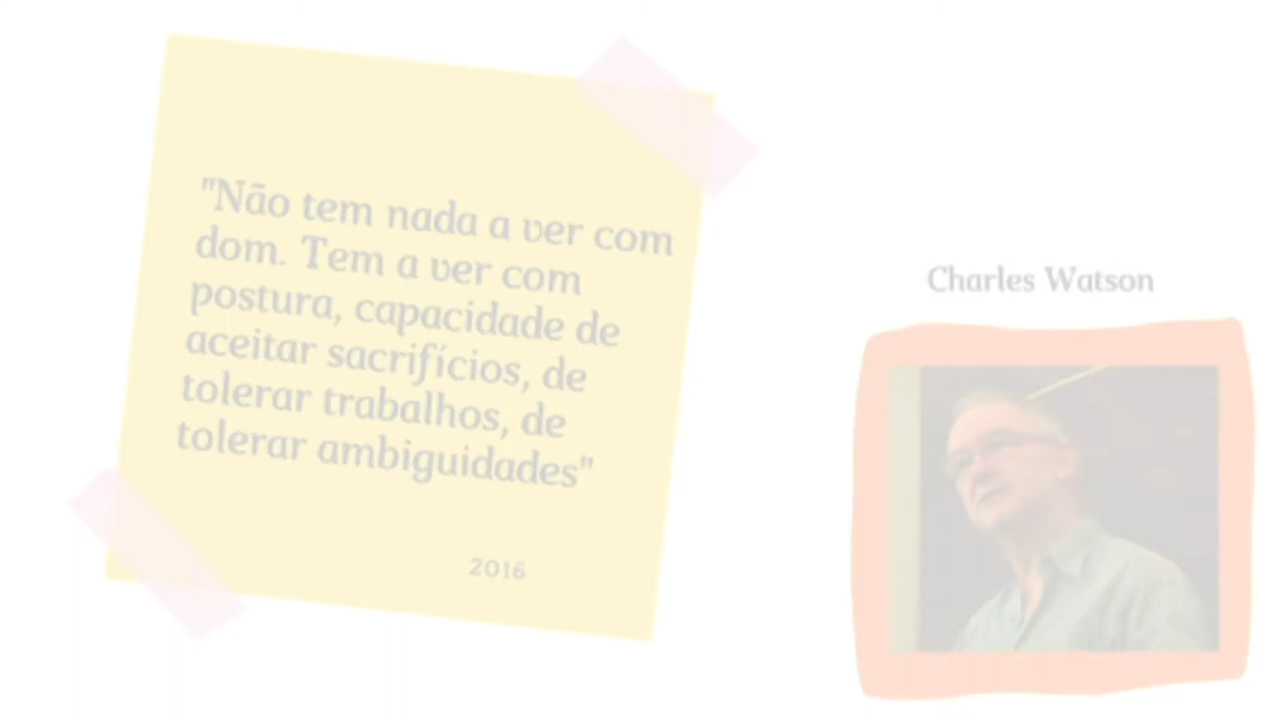 "Não tem nada a ver com
dom. Tem a ver com
postura, capacidade de
aceitar sacrifícios, de
tolerar trabalhos, de
tolerar ambiguidades"
2016
Charles Watson